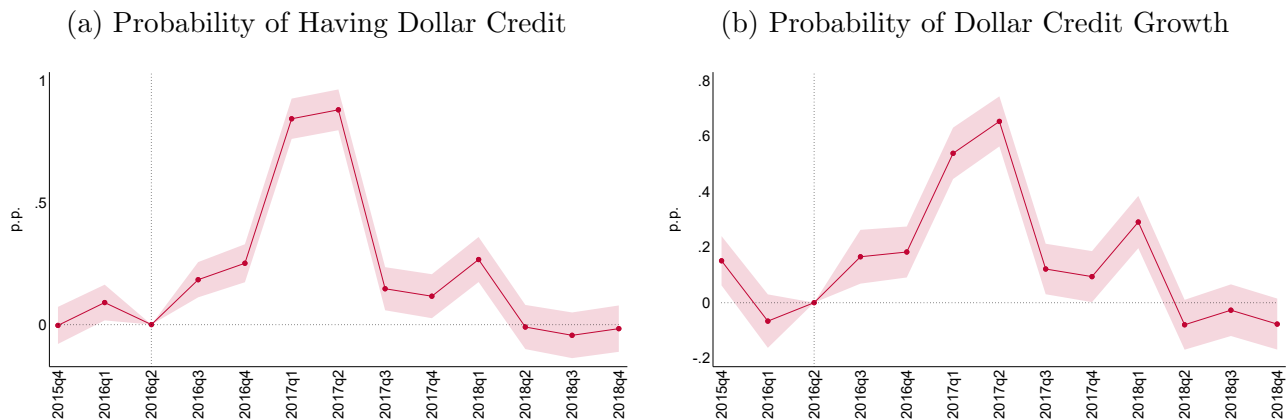 (a) Probability of Having Dollar Credit
1
.5
0
p.p.
2015q4
2016q1
2016q2
2016q3
2016q4
2017q1
2017q2
2017q3
2017q4
2018q1
2018q2
2018q3
2018q4
(b) Probability of Dollar Credit Growth
.8
.6
.4
.2
0
-.2
p.p.
2015q4
2016q1
2016q2
2016q3
2016q4
2017q1
2017q2
2017q3
2017q4
2018q1
2018q2
2018q3
2018q4